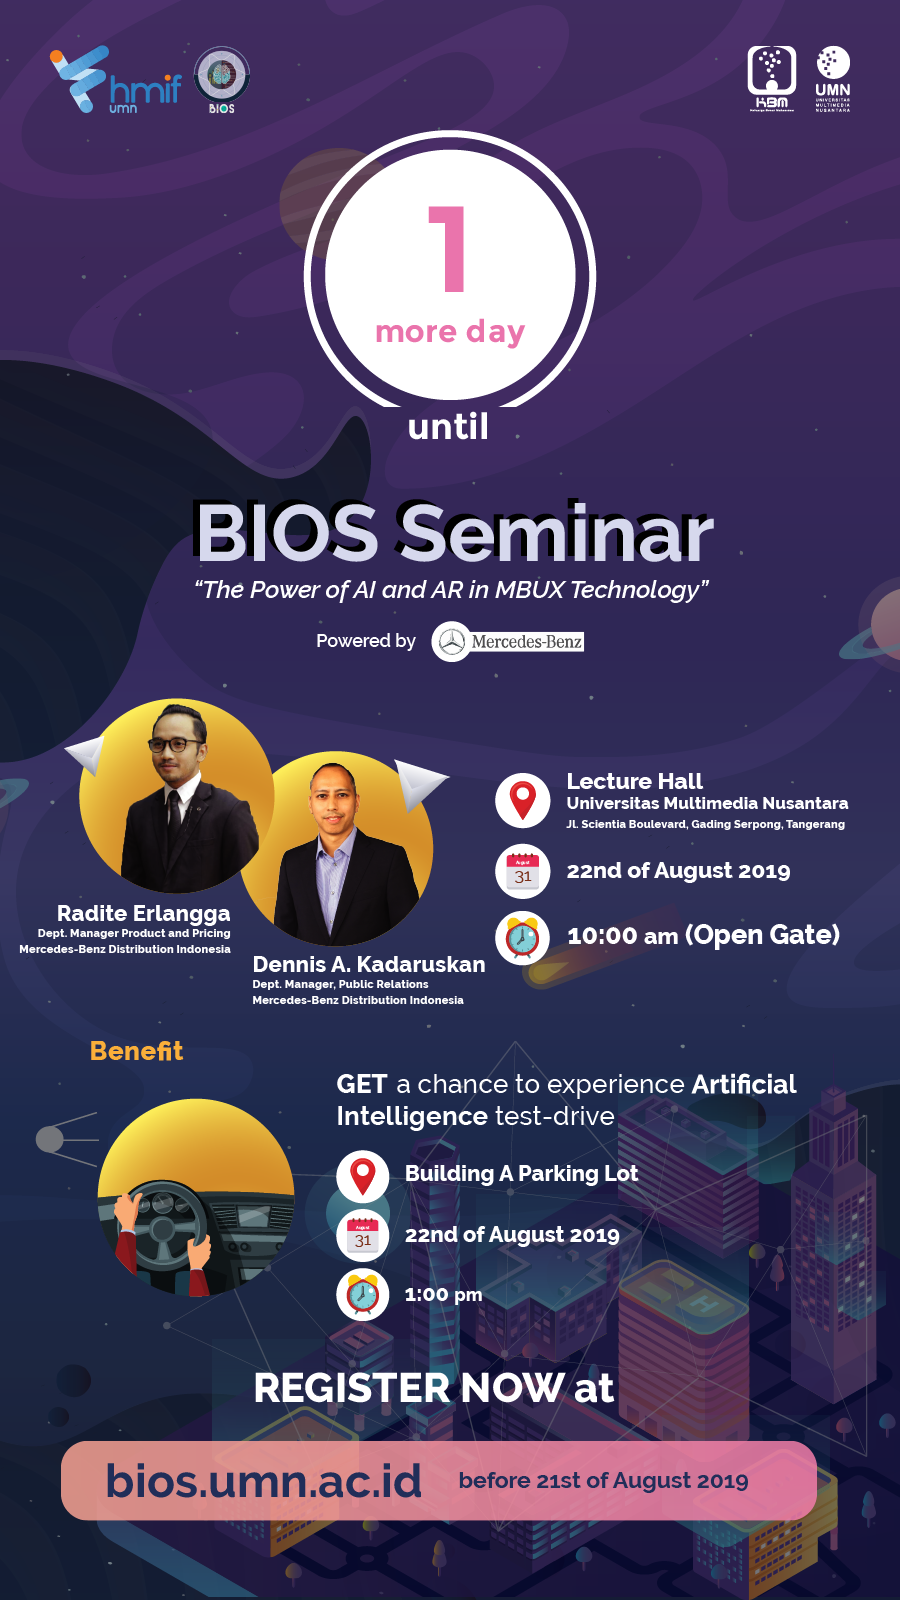 hmif
umn
BIOS
KBM
UMN
UNIVERSITAS
MULTIMEDIA
NUSANTARA
1
more day
until
BIOS Seminar
“The Power of AI and AR in MBUX Technology”
Powered by
Mercedes-Benz
Radite Erlangga
Dept. Manager Product and Pricing
Mercedes-Benz Distribution Indonesia
Dennis A. Kadaruskan
Dept. Manager, Public Relations
Mercedes-Benz Distribution Indonesia
Lecture Hall
Universitas Multimedia Nusantara
Jl. Scientia Boulevard, Gading Serpong, Tangerang
August
31
22nd of August 2019
10:00 am (Open Gate)
Benefit
GET a chance to experience Artificial
Intelligence test-drive
Building A Parking Lot
August
31
22nd of August 2019
1:00 pm
H
REGISTER NOW at
bios.umn.ac.id
before 21st of August 2019